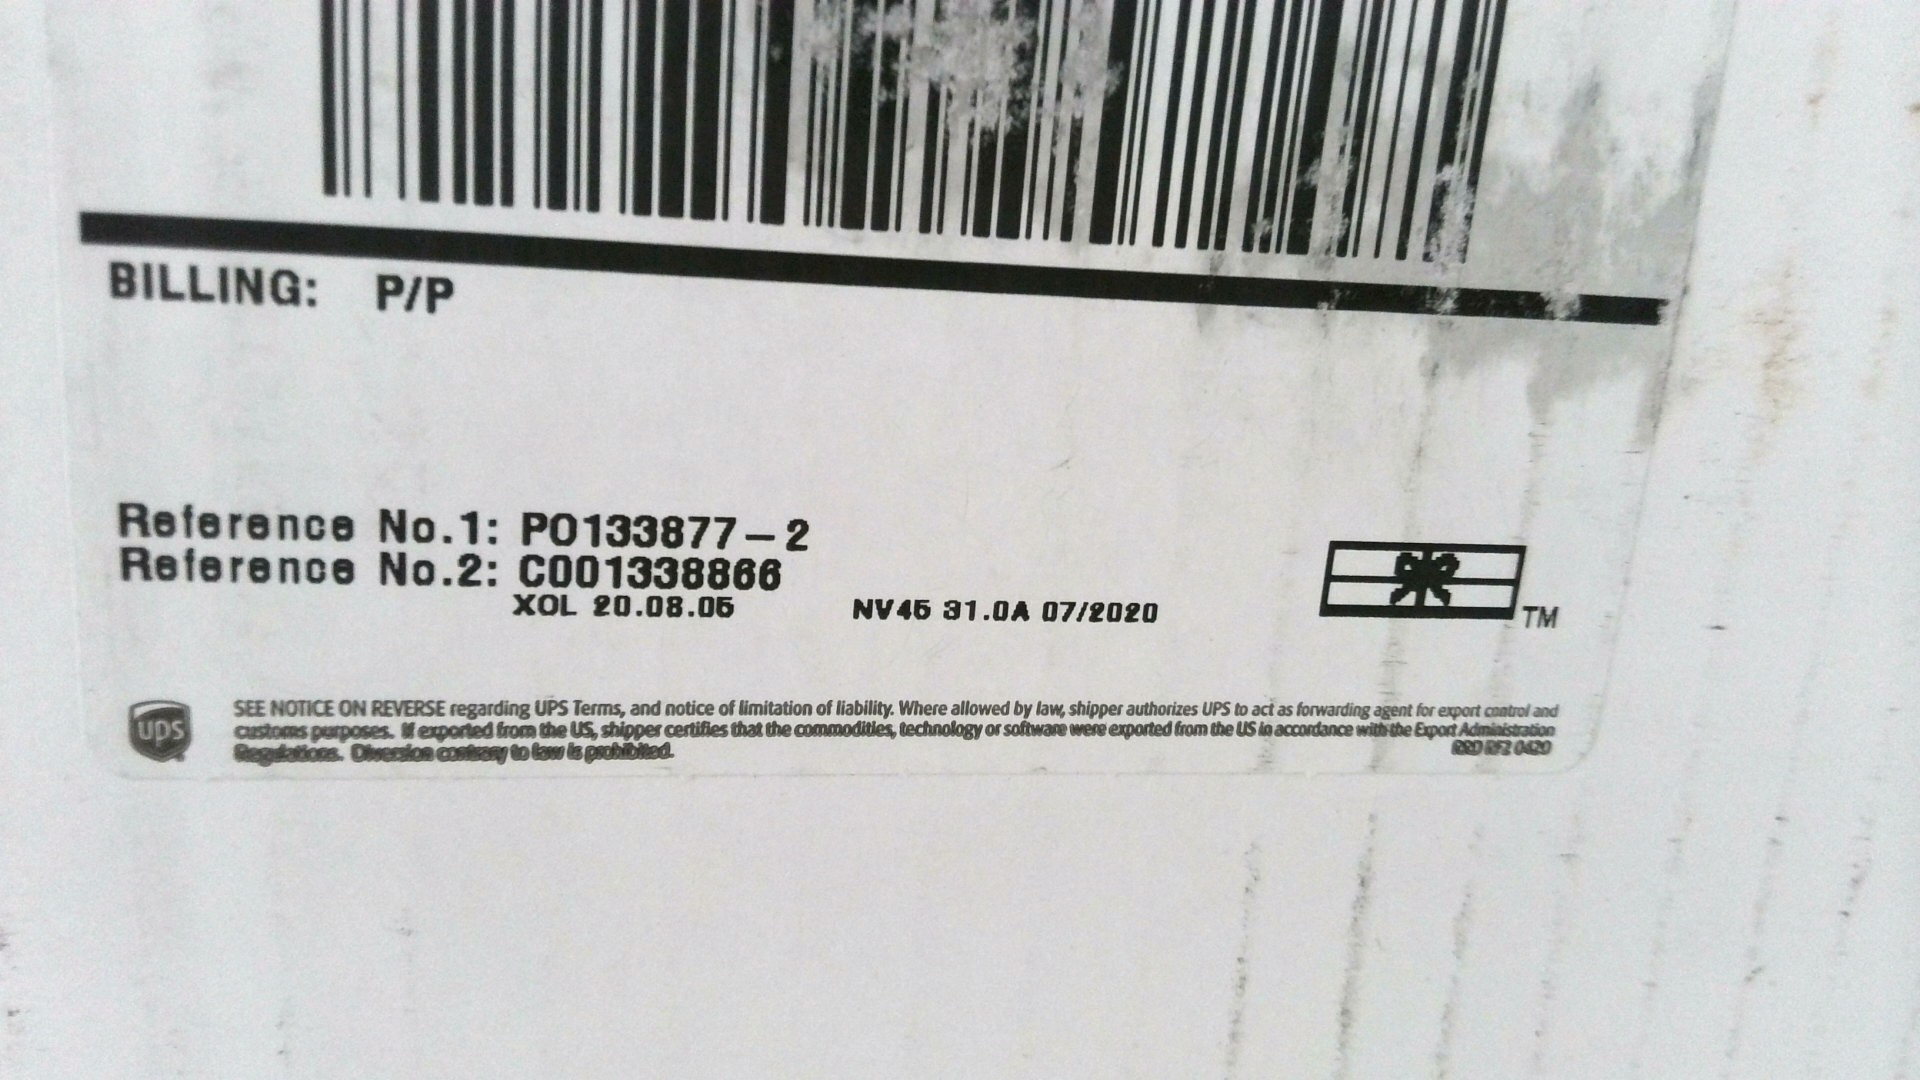 BILLING: P/P
Reference No.1: PO133877-2
Reference No.2: C001338866
XOL 20.08.05 NV45 31.0A 07/2020
TM
UPS
SEE NOTICE ON REVERSE regarding UPS Terms, and notice of limitation of liability. Where allowed by law, shipper authorizes UPS to act as forwarding agent for export control and
customs purposes. If exported from the US, shipper certifies that the commodities, technology or software were exported from the US in accordance with the Export Administration
Regulations. Diversion contrary to law is prohibited. RRD RF2 0420